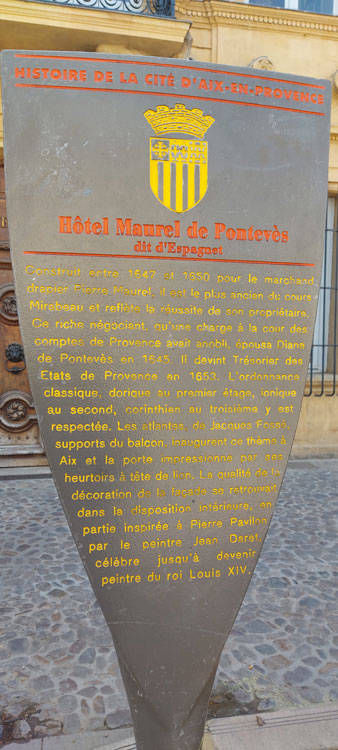 HISTOIRE DE LA CITÉ D'AIX-EN-PROVENCE
Hôtel Maurel de Pontevès
dit d'Espagnet
Construit entre 1647 et 1650 pour le marchand
drapier Pierre Maurel, il est le plus ancien du cours
Mirabeau et reflète la réussite de son propriétaire.
Ce riche négociant, qu'une charge à la cour des
comptes de Provence avait anobli, épousa Diane
de Pontevès en 1645. Il devint Trésorier des
Etats de Provence en 1653. L'ordonnance
classique, dorique au premier étage, ionique
au second, corinthien au troisième y est
respectée. Les atlantes, de Jacques Fossé,
supports du balcon, inaugurent ce thème à
Aix et la porte impressionne par ses
heurtoirs à tête de lion. La qualité de la
décoration de la façade se retrouvait
dans la disposition intérieure, en
partie inspirée à Pierre Pavillon
par le peintre Jean Daret,
célèbre jusqu'à devenir
peintre du roi Louis XIV.